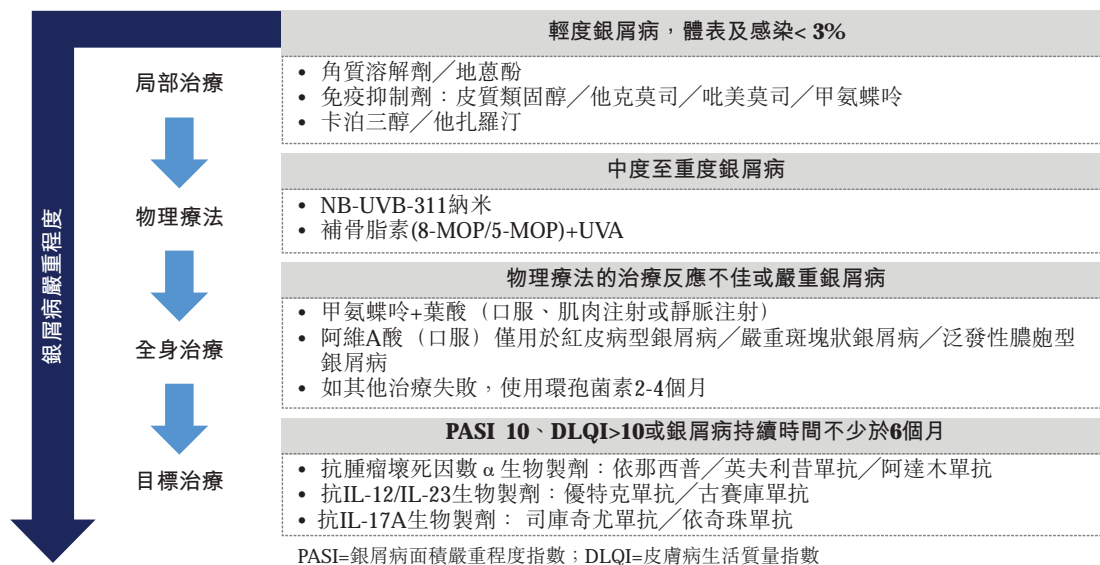 銀屑病嚴重程度
輕度銀屑病，體表及感染< 3%
局部治療
• 角質溶解劑／地蒽酚
• 免疫抑制劑：皮質類固醇／他克莫司／吡美莫司／甲氨蝶呤
• 卡泊三醇／他扎羅汀
中度至重度銀屑病
物理療法
• NB-UVB-311納米
• 補骨脂素(8-MOP/5-MOP)+UVA
物理療法的治療反應不佳或嚴重銀屑病
全身治療
• 甲氨蝶呤+葉酸（口服、肌肉注射或靜脈注射）
• 阿維A酸（口服）僅用於紅皮病型銀屑病／嚴重斑塊狀銀屑病／泛發性膿皰型
銀屑病
• 如其他治療失敗，使用環孢菌素2-4個月
PASI 10、DLQI>10或銀屑病持續時間不少於6個月
目標治療
• 抗腫瘤壞死因數α生物製劑：依那西普／英夫利昔單抗／阿達木單抗
• 抗IL-12/IL-23生物製劑：優特克單抗／古賽庫單抗
• 抗IL-17A生物製劑： 司庫奇尤單抗／依奇珠單抗
PASI=銀屑病面積嚴重程度指數；DLQI=皮膚病生活質量指數